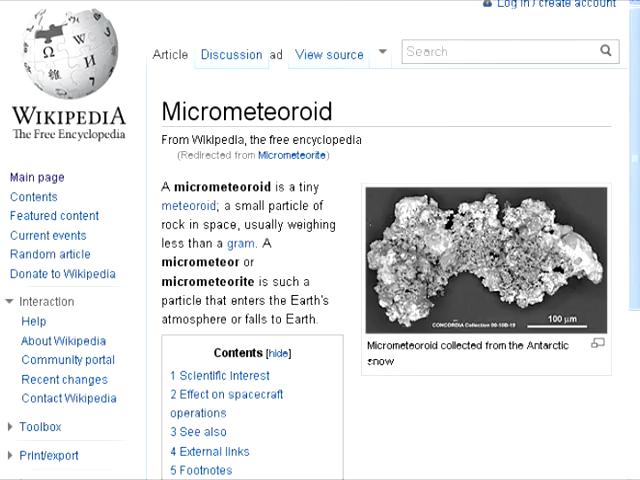 Log in / create account
WIKIPEDIA
The Free Encyclopedia
Article Discussion ad View source Search
Micrometeoroid
From Wikipedia, the free encyclopedia
(Redirected from Micrometeorite)
Main page
Contents
Featured content
Current events
Random article
Donate to Wikipedia
Interaction
Help
About Wikipedia
Community portal
Recent changes
Contact Wikipedia
Toolbox
Print/export
A micrometeoroid is a tiny
meteoroid; a small particle of
rock in space, usually weighing
less than a gram. A
micrometeor or
micrometeorite is such a
particle that enters the Earth's
atmosphere or falls to Earth.
Contents [hide]
1 Scientific Interest
2 Effect on spacecraft
operations
3 See also
4 External links
5 Footnotes
CONCORDIA Collection 00-10B-19
100 µm
Micrometeoroid collected from the Antarctic
snow